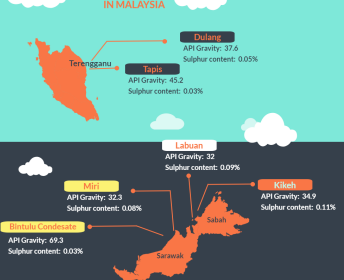 IN MALAYSIA
Dulang
API Gravity: 37.6
Sulphur content: 0.05%
Terengganu
Tapis
API Gravity: 45.2
Sulphur content: 0.03%
Labuan
API Gravity: 32
Sulphur content: 0.09%
Miri
API Gravity: 32.3
Sulphur content: 0.08%
Kikeh
API Gravity: 34.9
Sulphur content: 0.11%
Bintulu Condesate
API Gravity: 69.3
Sulphur content: 0.03%
Sabah
Sarawak